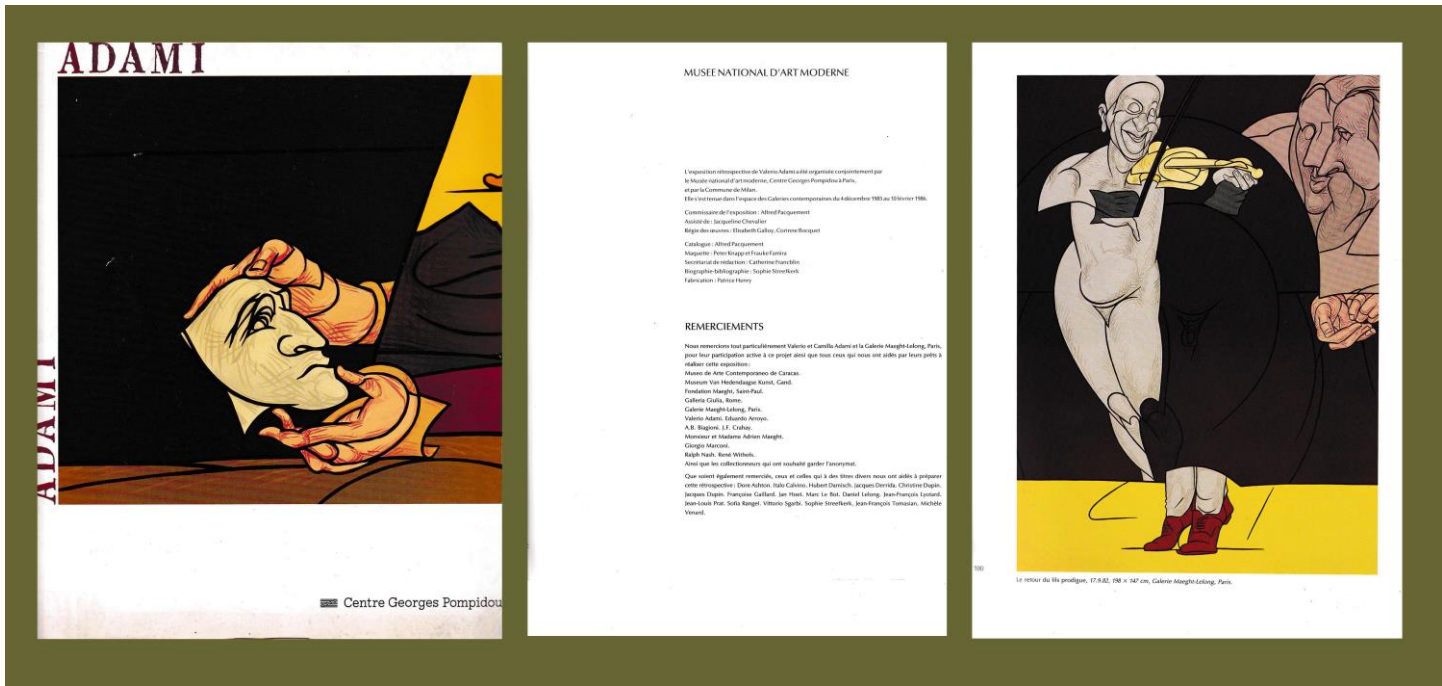 ADAMI
ADAMI
Centre Georges Pompidou
MUSEE NATIONAL D'ART MODERNE
L'exposition rétrospective de Valerio Adami a été organisée conjointement par
le Musée national d'art moderne, Centre Georges Pompidou à Paris,
et par la Commune de Milan.
Elle s'est tenue dans l'espace des Galeries contemporaines du 4 décembre 1985 au 10 février 1986.
Commissaire de l'exposition : Alfred Pacquement
Assisté de : Jacqueline Chevalier
Régie des œuvres : Elisabeth Galloy, Corinne Bocquet
Catalogue : Alfred Pacquement
Maquette : Peter Knapp et Frauke Famira
Secrétariat de rédaction : Catherine Francblin
Biographie-bibliographie : Sophie Streefkerk
Fabrication : Patrice Henry
REMERCIEMENTS
Nous remercions tout particulièrement Valerio et Camilla Adami et la Galerie Maeght-Lelong, Paris,
pour leur participation active à ce projet ainsi que tous ceux qui nous ont aidés par leurs prêts à
réaliser cette exposition :
Museo de Arte Contemporaneo de Caracas.
Museum Van Hedendaagse Kunst, Gand.
Fondation Maeght, Saint-Paul.
Galleria Giulia, Rome.
Galerie Maeght-Lelong, Paris.
Valerio Adami. Eduardo Arroyo.
A.B. Biagioni. J.F. Crahay.
Monsieur et Madame Adrien Maeght.
Giorgio Marconi.
Ralph Nash. René Withofs.
Ainsi que les collectionneurs qui ont souhaité garder l'anonymat.
Que soient également remerciés, ceux et celles qui à des titres divers nous ont aidés à préparer
cette rétrospective : Dore Ashton. Italo Calvino. Hubert Damisch. Jacques Derrida. Christine Dupin.
Jacques Dupin. Françoise Gaillard. Jan Hoet. Marc Le Bot. Daniel Lelong. Jean-François Lyotard.
Jean-Louis Prat. Sofia Rangel. Vittorio Sgarbi. Sophie Streefkerk, Jean-François Tomasian, Michèle
Venard.
100
Le retour du fils prodigue, 17.9.82, 198 × 147 cm, Galerie Maeght-Lelong, Paris.